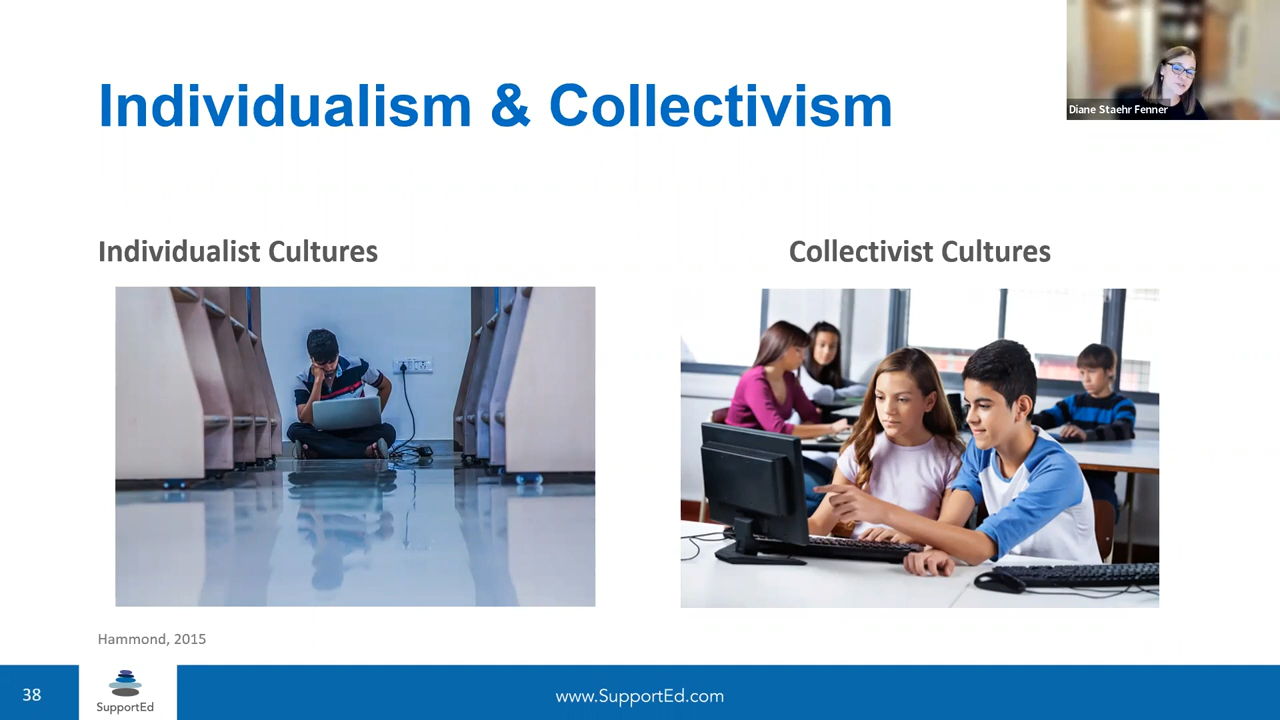 Individualism & Collectivism
Diane Staehr Fenner
Individualist Cultures
Collectivist Cultures
Hammond, 2015
38
SupportEd
www.SupportEd.com